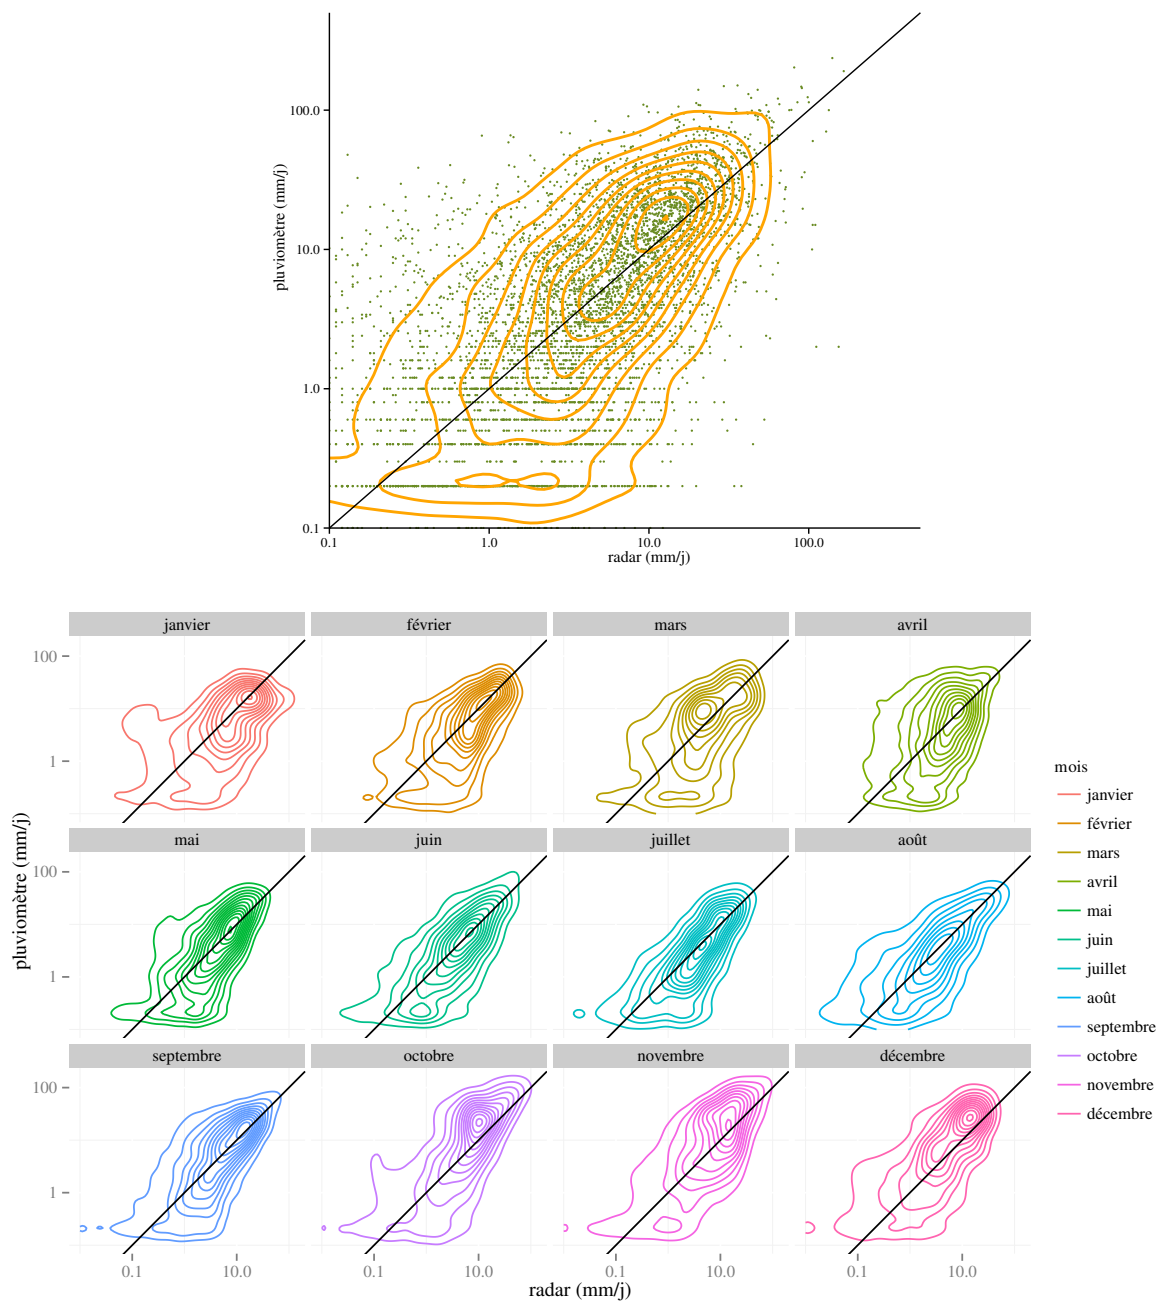 100.0
10.0
1.0
0.1
pluviomètre (mm/j)
0.1 1.0 10.0 100.0
radar (mm/j)
janvier février mars avril
100
1
mai juin juillet août
100
1
septembre octobre novembre décembre
100
1
pluviomètre (mm/j)
0.1 10.0 0.1 10.0 0.1 10.0 0.1 10.0
radar (mm/j)
mois
janvier
février
mars
avril
mai
juin
juillet
août
septembre
octobre
novembre
décembre